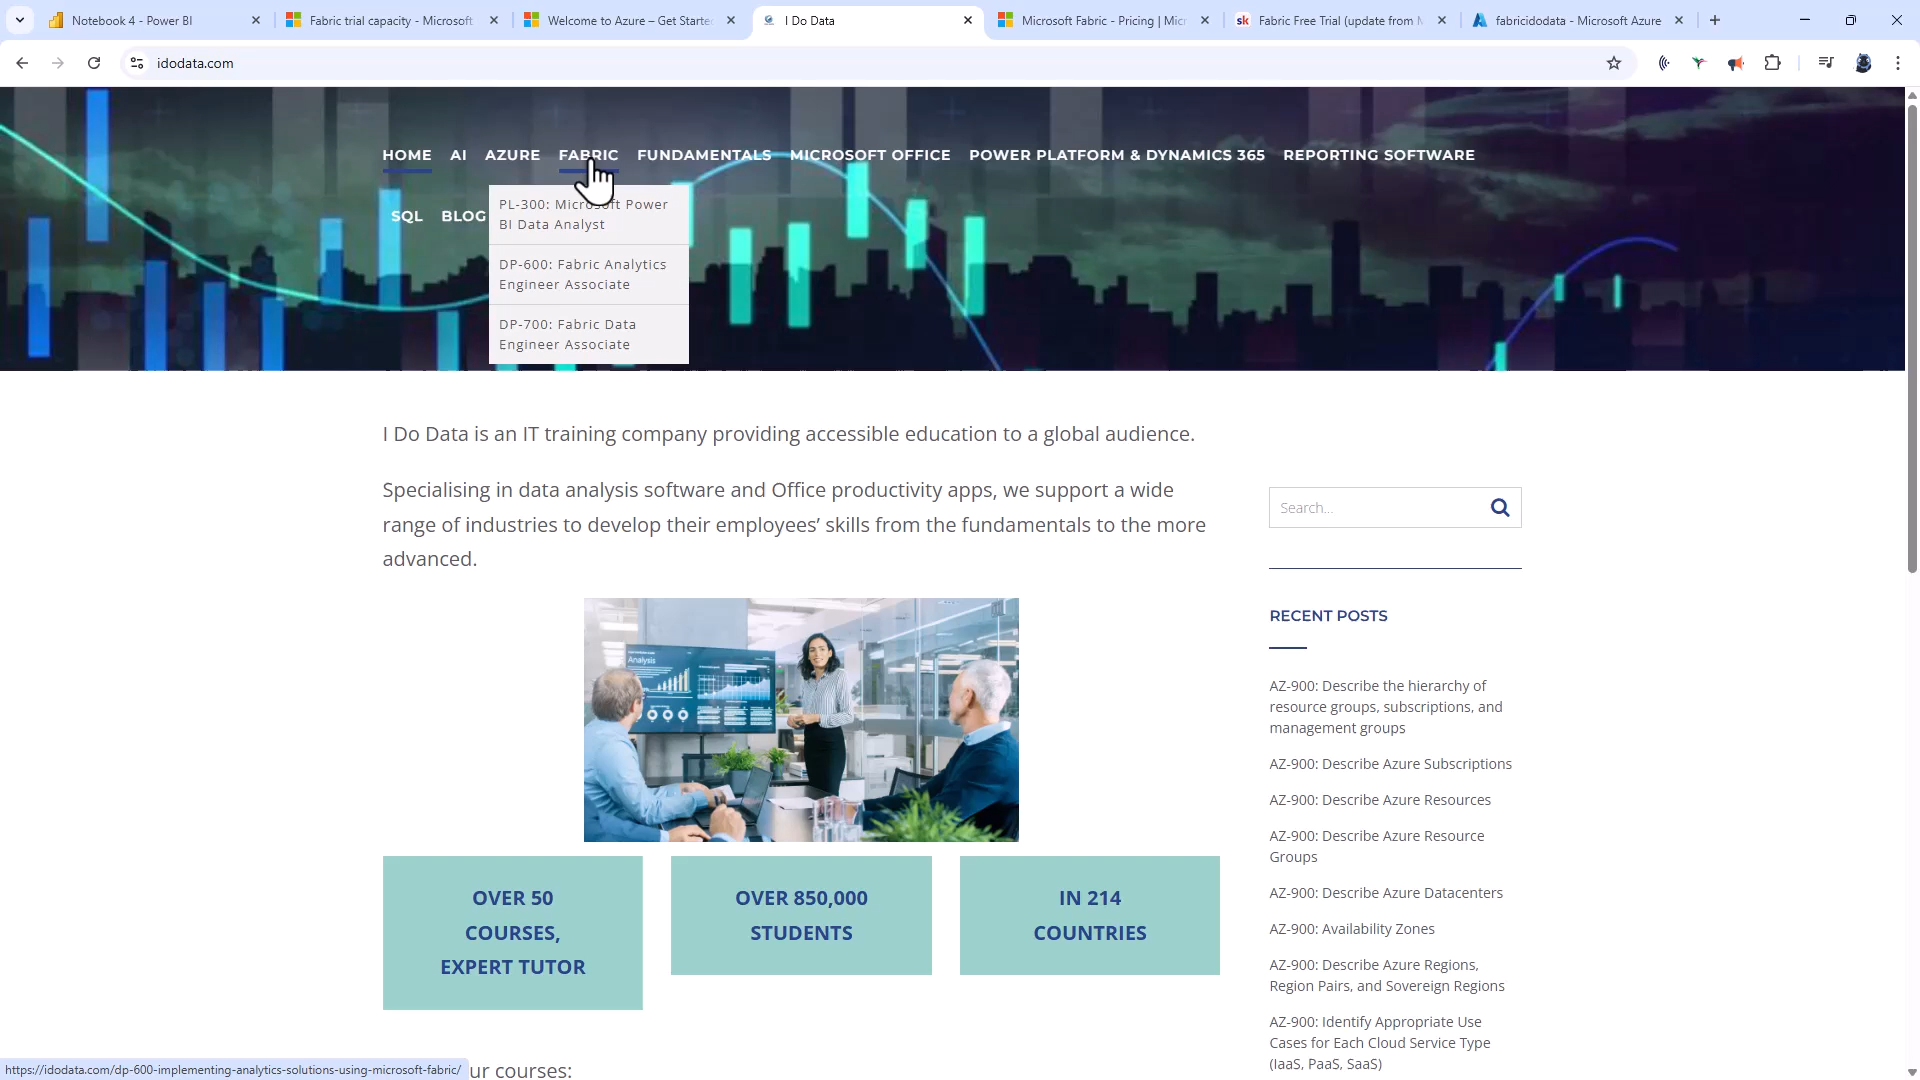 Notebook 4 - Power BI
Fabric trial capacity - Microsoft
Welcome to Azure – Get Starte
I Do Data
Microsoft Fabric - Pricing | Micr
Fabric Free Trial (update from M
fabricidodata - Microsoft Azure
idodata.com
HOME AI AZURE FABRIC FUNDAMENTALS MICROSOFT OFFICE POWER PLATFORM & DYNAMICS 365 REPORTING SOFTWARE
SQL BLOG
PL-300: Microsoft Power
BI Data Analyst
DP-600: Fabric Analytics
Engineer Associate
DP-700: Fabric Data
Engineer Associate
I Do Data is an IT training company providing accessible education to a global audience.
Specialising in data analysis software and Office productivity apps, we support a wide
range of industries to develop their employees’ skills from the fundamentals to the more
advanced.
Analysis
OVER 50
COURSES,
EXPERT TUTOR
OVER 850,000
STUDENTS
IN 214
COUNTRIES
ur courses:
Search...
RECENT POSTS
AZ-900: Describe the hierarchy of
resource groups, subscriptions, and
management groups
AZ-900: Describe Azure Subscriptions
AZ-900: Describe Azure Resources
AZ-900: Describe Azure Resource
Groups
AZ-900: Describe Azure Datacenters
AZ-900: Availability Zones
AZ-900: Describe Azure Regions,
Region Pairs, and Sovereign Regions
AZ-900: Identify Appropriate Use
Cases for Each Cloud Service Type
(IaaS, PaaS, SaaS)
https://idodata.com/dp-600-implementing-analytics-solutions-using-microsoft-fabric/